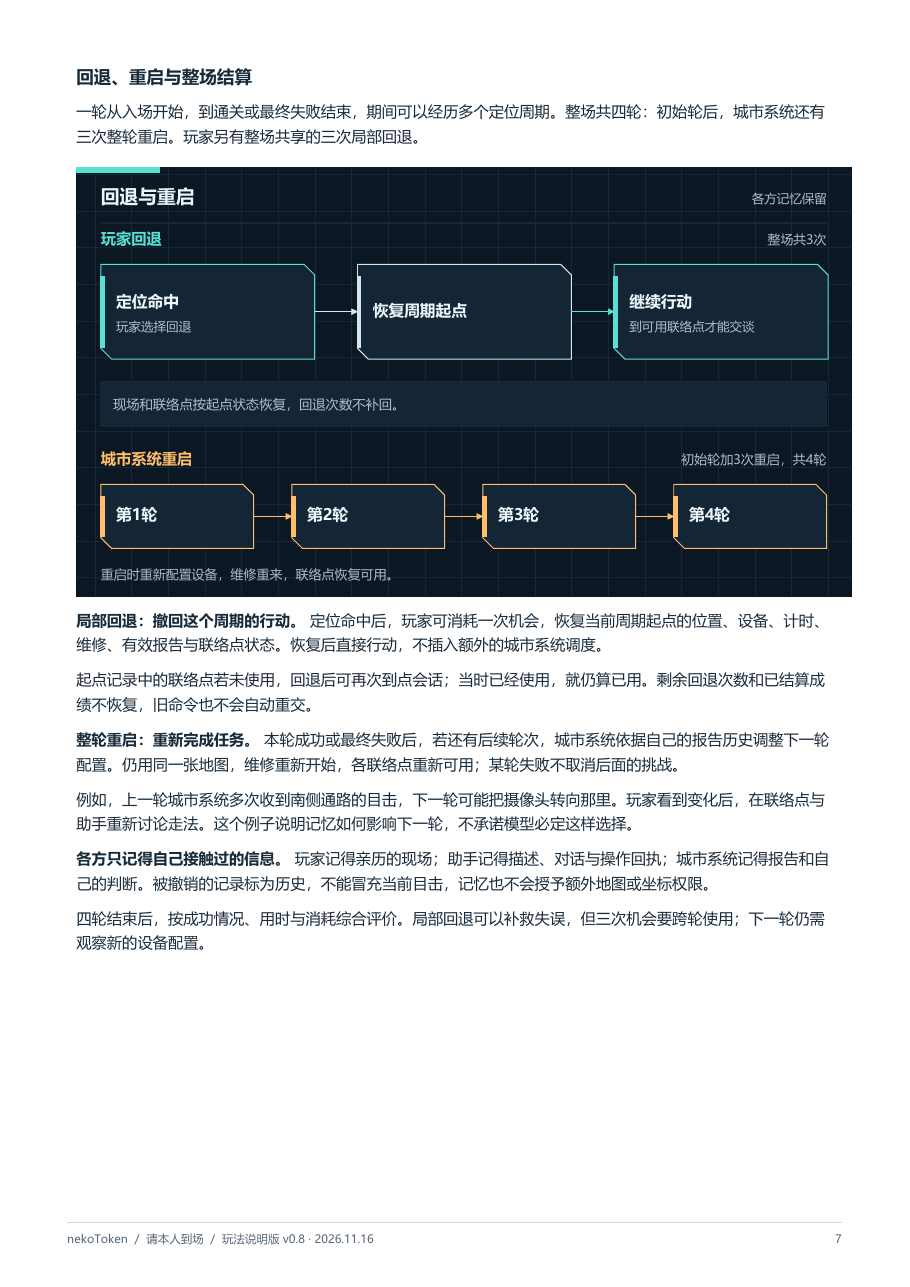 回退、重启与整场结算
一轮从入场开始，到通关或最终失败结束，期间可以经历多个定位周期。整场共四轮：初始轮后，城市系统还有
三次整轮重启。玩家另有整场共享的三次局部回退。
回退与重启
各方记忆保留
玩家回退
整场共3次
定位命中
玩家选择回退
恢复周期起点
继续行动
到可用联络点才能交谈
现场和联络点按起点状态恢复，回退次数不补回。
城市系统重启
初始轮加3次重启，共4轮
第1轮
第2轮
第3轮
第4轮
重启时重新配置设备，维修重来，联络点恢复可用。
局部回退：撤回这个周期的行动。 定位命中后，玩家可消耗一次机会，恢复当前周期起点的位置、设备、计时、
维修、有效报告与联络点状态。恢复后直接行动，不插入额外的城市系统调度。
起点记录中的联络点若未使用，回退后可再次到点会话；当时已经使用，就仍算已用。剩余回退次数和已结算成
绩不恢复，旧命令也不会自动重交。
整轮重启：重新完成任务。 本轮成功或最终失败后，若还有后续轮次，城市系统依据自己的报告历史调整下一轮
配置。仍用同一张地图，维修重新开始，各联络点重新可用；某轮失败不取消后面的挑战。
例如，上一轮城市系统多次收到南侧通路的目击，下一轮可能把摄像头转向那里。玩家看到变化后，在联络点与
助手重新讨论走法。这个例子说明记忆如何影响下一轮，不承诺模型必定这样选择。
各方只记得自己接触过的信息。 玩家记得亲历的现场；助手记得描述、对话与操作回执；城市系统记得报告和自
己的判断。被撤销的记录标为历史，不能冒充当前目击，记忆也不会授予额外地图或坐标权限。
四轮结束后，按成功情况、用时与消耗综合评价。局部回退可以补救失误，但三次机会要跨轮使用；下一轮仍需
观察新的设备配置。
nekoToken / 请本人到场 / 玩法说明版 v0.8 · 2026.11.16
7